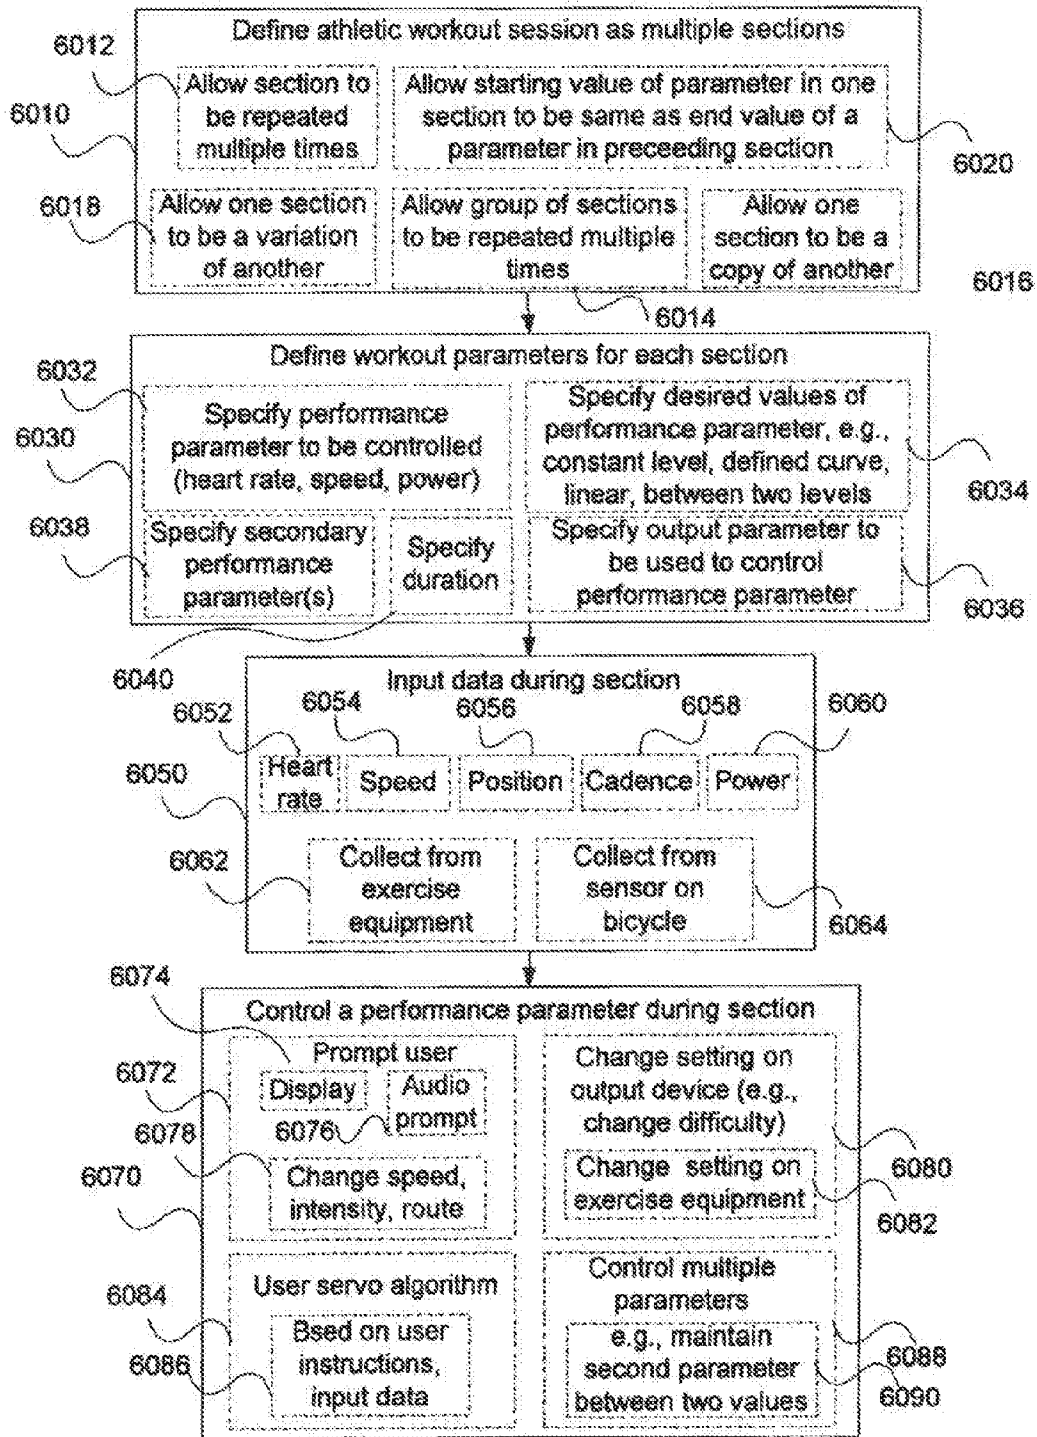 Define athletic workout session as multiple sections
6012
Allow section to
be repeated
multiple times
Allow starting value of parameter in one
section to be same as end value of a
parameter in preceeding section
6010
6020
6018
Allow one section
to be a variation
of another
Allow group of sections
to be repeated multiple
times
Allow one
section to be a
copy of another
6016
6014
Define workout parameters for each section
6032
Specify performance
parameter to be controlled
(heart rate, speed, power)
Specify desired values of
performance parameter, e.g.,
constant level, defined curve,
linear, between two levels
6030
6034
6038
Specify secondary
performance
parameter(s)
Specify
duration
Specify output parameter to
be used to control
performance parameter
6036
6040
Input data during section
6052
6054
6056
6058
6060
Heart
rate
Speed
Position
Cadence
Power
6050
6062
Collect from
exercise
equipment
Collect from
sensor on
bicycle
6064
6074
Control a performance parameter during section
6072
Prompt user
Display
Audio
prompt
6076
6078
Change speed,
intensity, route
6070
Change setting on
output device (e.g.,
change difficulty)
6080
Change setting on
exercise equipment
6082
6084
User servo algorithm
6086
Bsed on user
instructions,
input data
Control multiple
parameters
6088
e.g., maintain
second parameter
between two values
6090